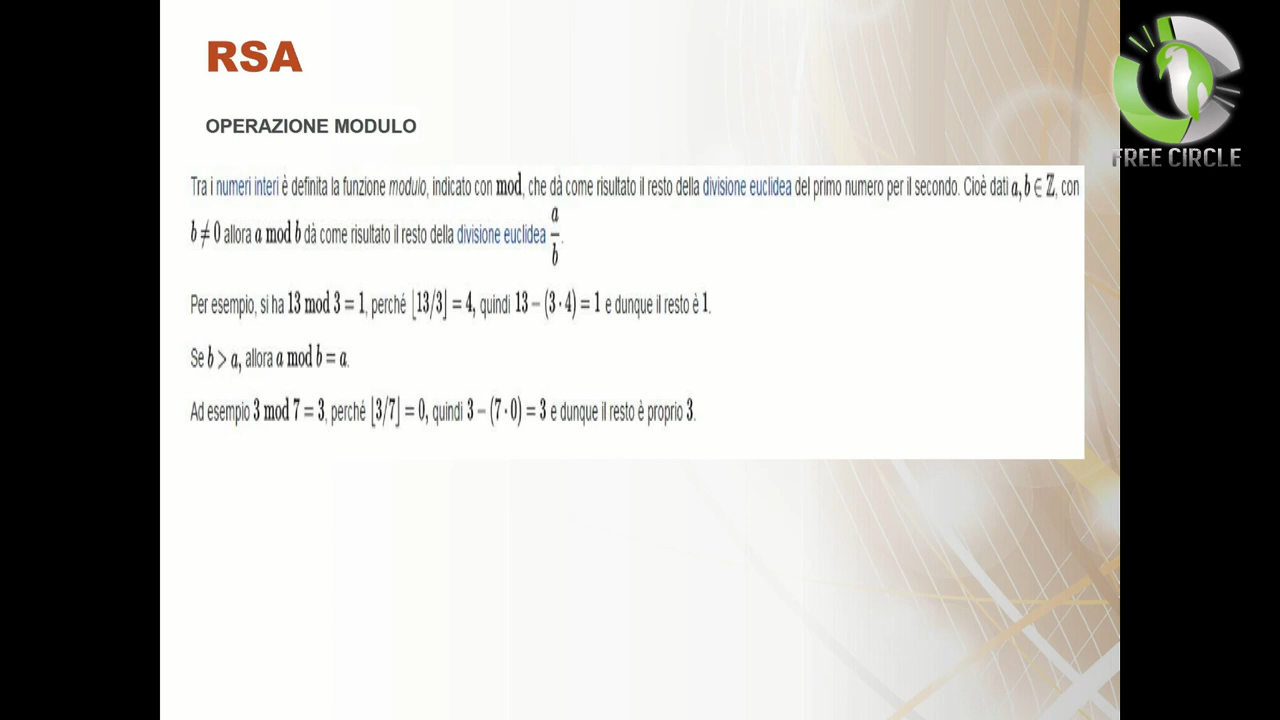 RSA
FREE CIRCLE
OPERAZIONE MODULO
Tra i numeri interi è definita la funzione modulo, indicato con mod, che dà come risultato il resto della divisione euclidea del primo numero per il secondo. Cioè dati a, b ∈ ℤ, con
b ≠ 0 allora a mod b dà come risultato il resto della divisione euclidea a/b.
Per esempio, si ha 13 mod 3 = 1, perché ⌊13/3⌋ = 4, quindi 13 − (3 · 4) = 1 e dunque il resto è 1.
Se b > a, allora a mod b = a.
Ad esempio 3 mod 7 = 3, perché ⌊3/7⌋ = 0, quindi 3 − (7 · 0) = 3 e dunque il resto è proprio 3.